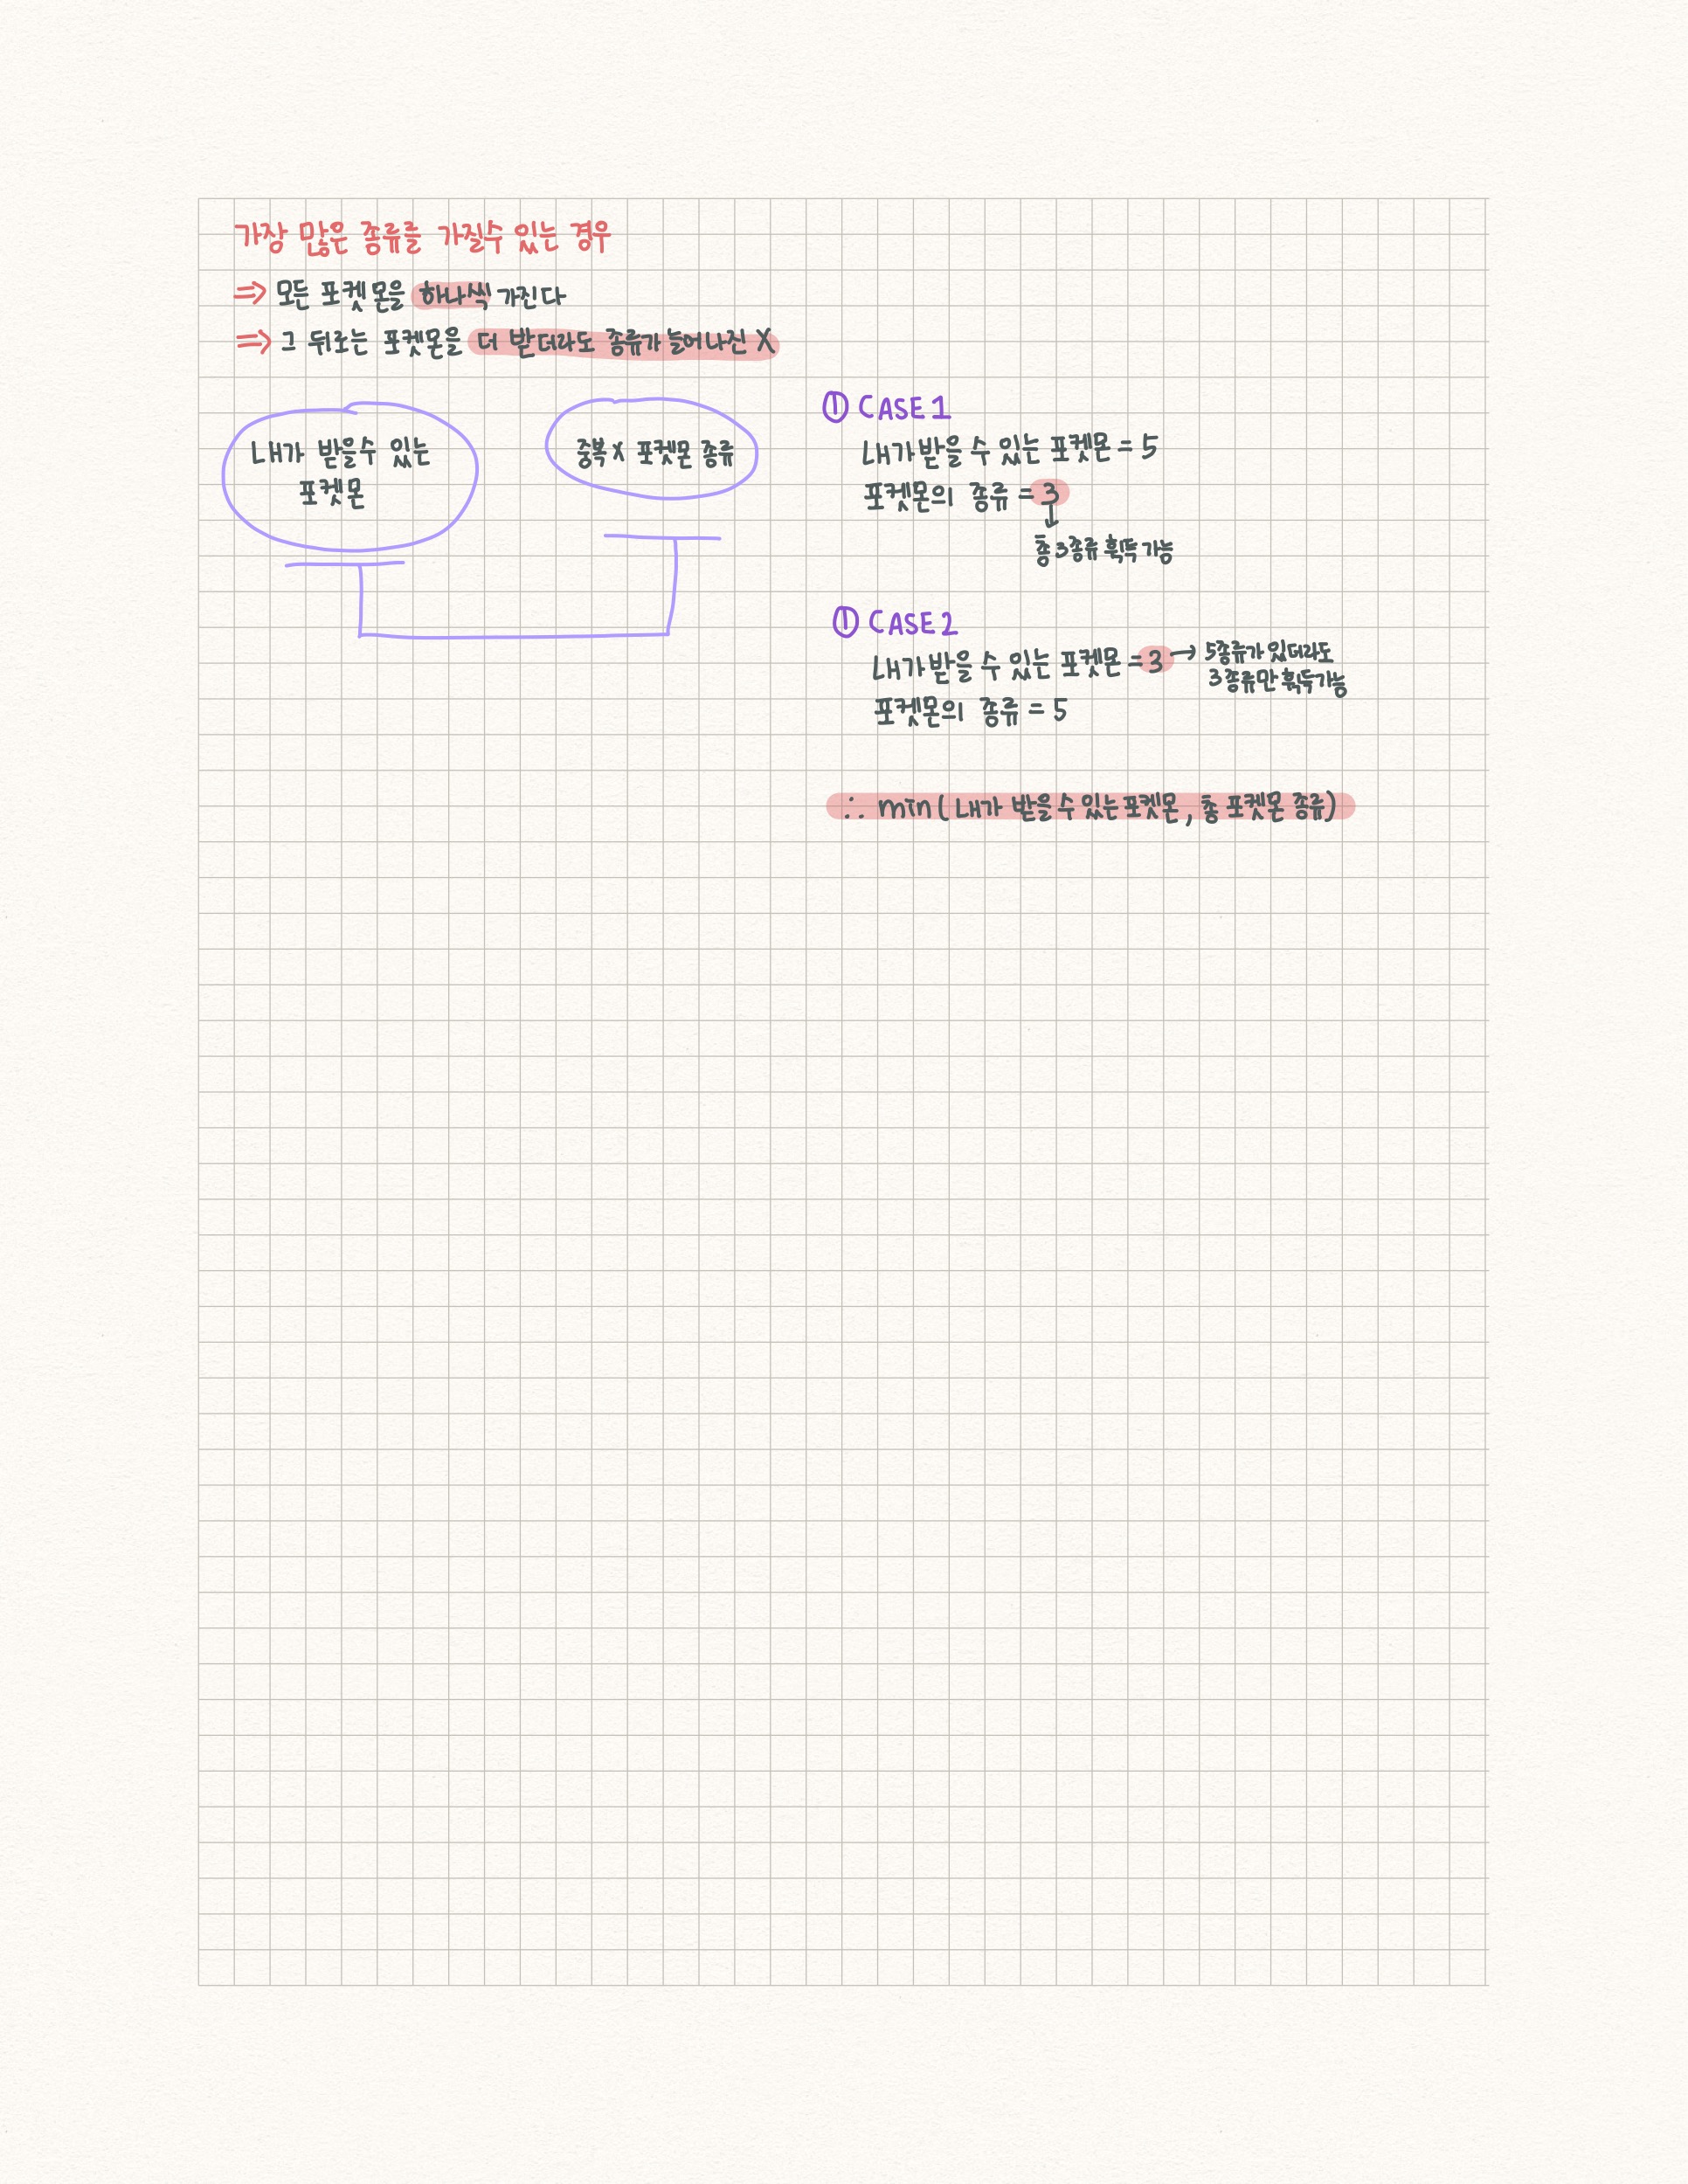 가장 많은 종류를 가질수 있는 경우
⇒ 모든 포켓몬을 하나씩 가진다
⇒ 그 뒤로는 포켓몬을 더 받더라도 종류가 늘어나진 X
내가 받을수 있는
포켓몬
중복X 포켓몬 종류
① CASE1
내가 받을 수 있는 포켓몬 = 5
포켓몬의 종류 = 3
↓
총 3종류 획득 가능
① CASE2
내가 받을 수 있는 포켓몬 = 3 → 5종류가 있더라도
3종류만 획득가능
포켓몬의 종류 = 5
∴ min ( 내가 받을 수 있는 포켓몬, 총 포켓몬 종류)